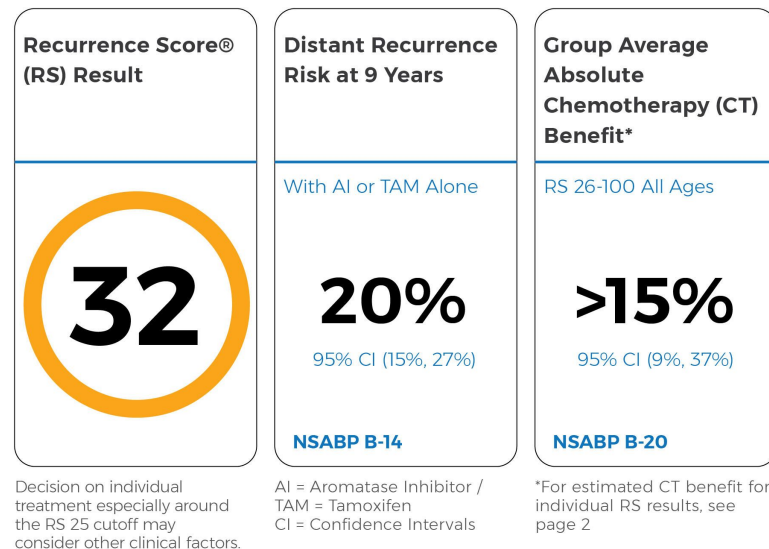 Recurrence Score®
(RS) Result
32
Decision on individual
treatment especially around
the RS 25 cutoff may
consider other clinical factors.
Distant Recurrence
Risk at 9 Years
With AI or TAM Alone
20%
95% CI (15%, 27%)
NSABP B-14
AI = Aromatase Inhibitor /
TAM = Tamoxifen
CI = Confidence Intervals
Group Average
Absolute
Chemotherapy (CT)
Benefit*
RS 26-100 All Ages
>15%
95% CI (9%, 37%)
NSABP B-20
*For estimated CT benefit for
individual RS results, see
page 2